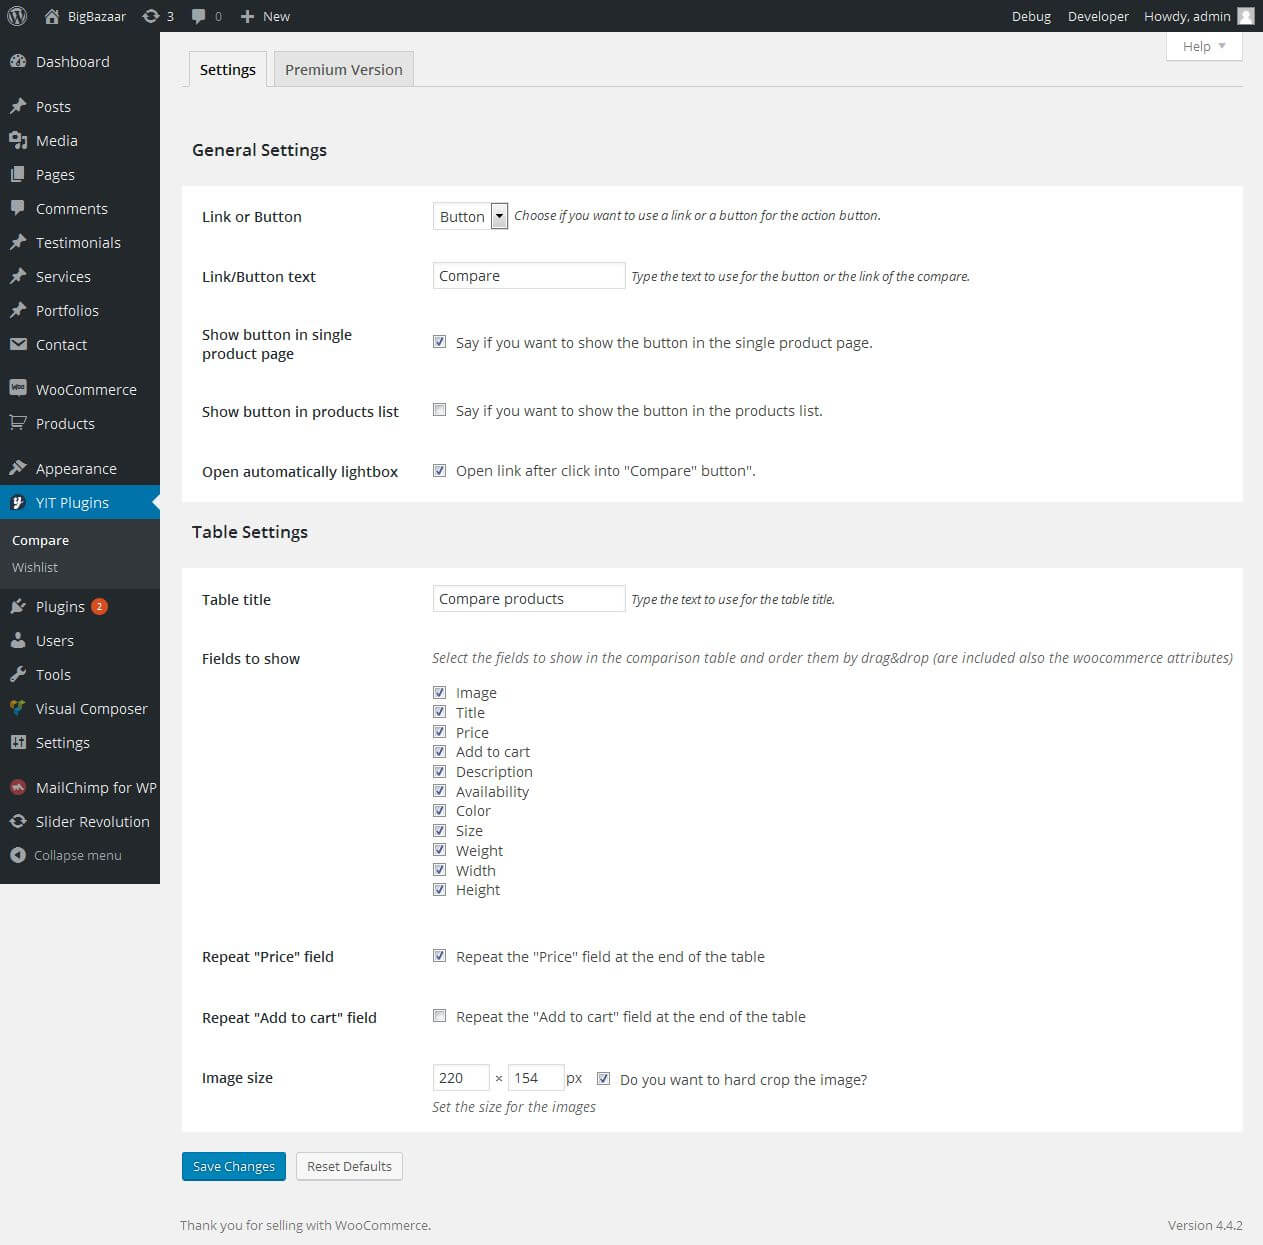 BigBazaar 3 0 New Debug Developer Howdy, admin
Help
Dashboard
Posts
Media
Pages
Comments
Testimonials
Services
Portfolios
Contact
WooCommerce
Products
Appearance
YIT Plugins
Compare
Wishlist
Plugins 2
Users
Tools
Visual Composer
Settings
MailChimp for WP
Slider Revolution
Collapse menu
Settings Premium Version
General Settings
Link or Button Button Choose if you want to use a link or a button for the action button.
Link/Button text Compare Type the text to use for the button or the link of the compare.
Show button in single
product page
Say if you want to show the button in the single product page.
Show button in products list Say if you want to show the button in the products list.
Open automatically lightbox Open link after click into "Compare" button".
Table Settings
Table title Compare products Type the text to use for the table title.
Fields to show Select the fields to show in the comparison table and order them by drag&drop (are included also the woocommerce attributes)
Image
Title
Price
Add to cart
Description
Availability
Color
Size
Weight
Width
Height
Repeat "Price" field Repeat the "Price" field at the end of the table
Repeat "Add to cart" field Repeat the "Add to cart" field at the end of the table
Image size 220 × 154 px Do you want to hard crop the image?
Set the size for the images
Save Changes Reset Defaults
Thank you for selling with WooCommerce. Version 4.4.2